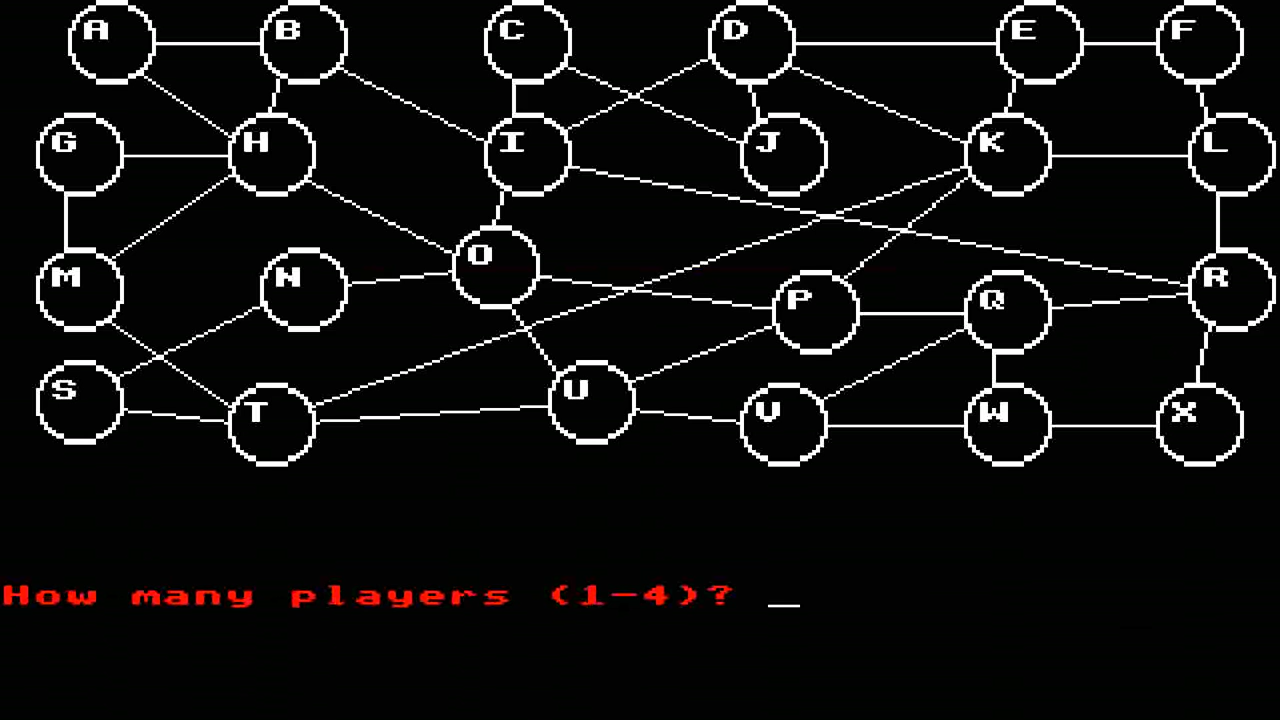 A B C D E F
G H I J K L
M N O P Q R
S T U V W X
How many players (1-4)? _